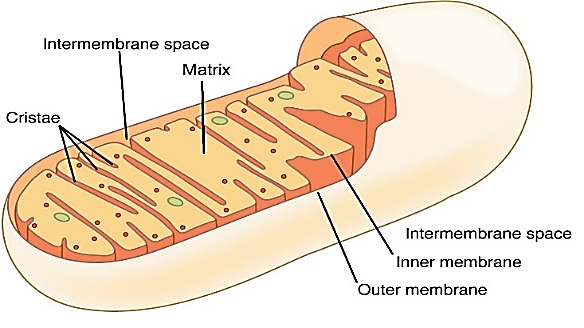 Intermembrane space
Matrix
Cristae
Intermembrane space
Inner membrane
Outer membrane